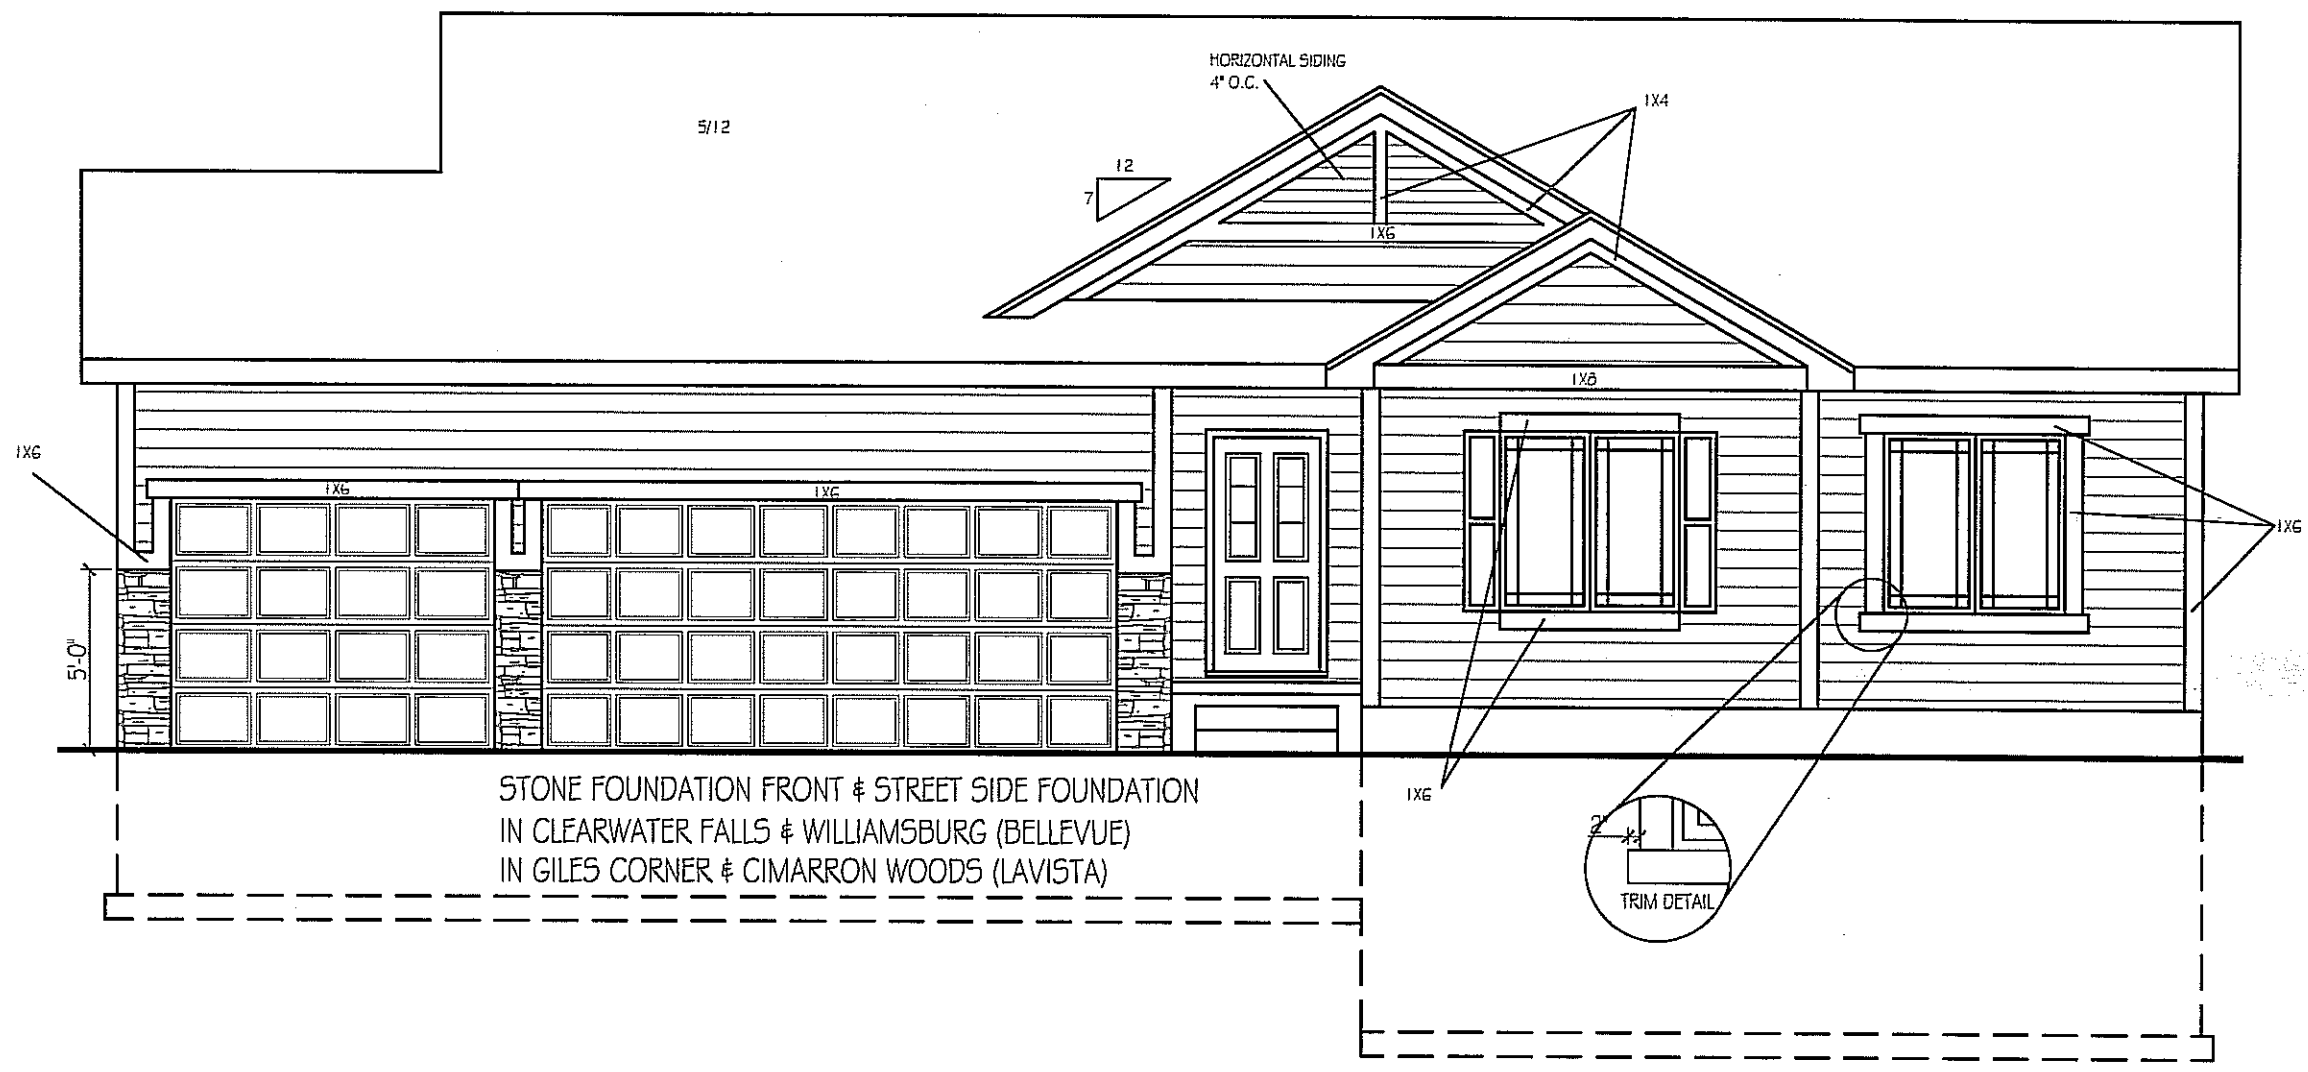 HORIZONTAL SIDING
4" O.C.
1X4
5/12
12
7
1X6
1X8
1X6
1X6
1X6
1X6
5'-0"
1X6
STONE FOUNDATION FRONT & STREET SIDE FOUNDATION
IN CLEARWATER FALLS & WILLIAMSBURG (BELLEVUE)
IN GILES CORNER & CIMARRON WOODS (LAVISTA)
2"
TRIM DETAIL